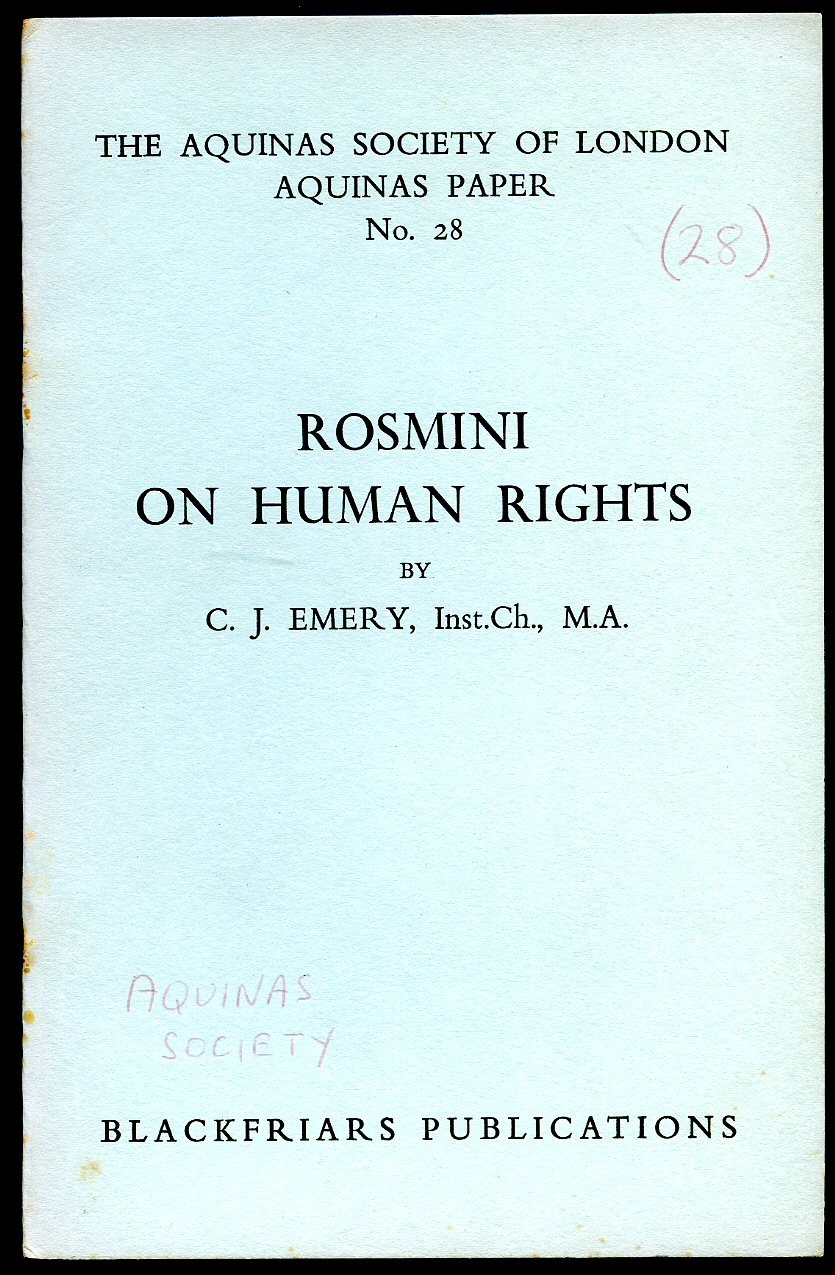 THE AQUINAS SOCIETY OF LONDON
AQUINAS PAPER
No. 28
(28)
ROSMINI
ON HUMAN RIGHTS
BY
C. J. EMERY, Inst.Ch., M.A.
AQUINAS
SOCIETY
BLACKFRIARS PUBLICATIONS